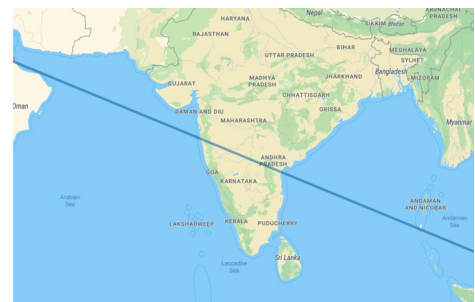 Nepal
ARUNACHAL
PRADESH
SIKKIM Bhutan
HARYANA
RAJASTHAN
UTTAR PRADESH
BIHAR
MEGHALAYA
SYLHET
Bangladesh
MIZORAM
GUJARAT
MADHYA
PRADESH
JHARKHAND
CHHATTISGARH
Oman
DAMAN AND DIU
ORISSA
MAHARASHTRA
Myanmar
ANDHRA
PRADESH
GOA
KARNATAKA
Arabian
Sea
ANDAMAN
AND NICOBAR
LAKSHADWEEP
KERALA
PUDUCHERRY
Andaman
Sea
Laccadive
Sea
Sri Lanka